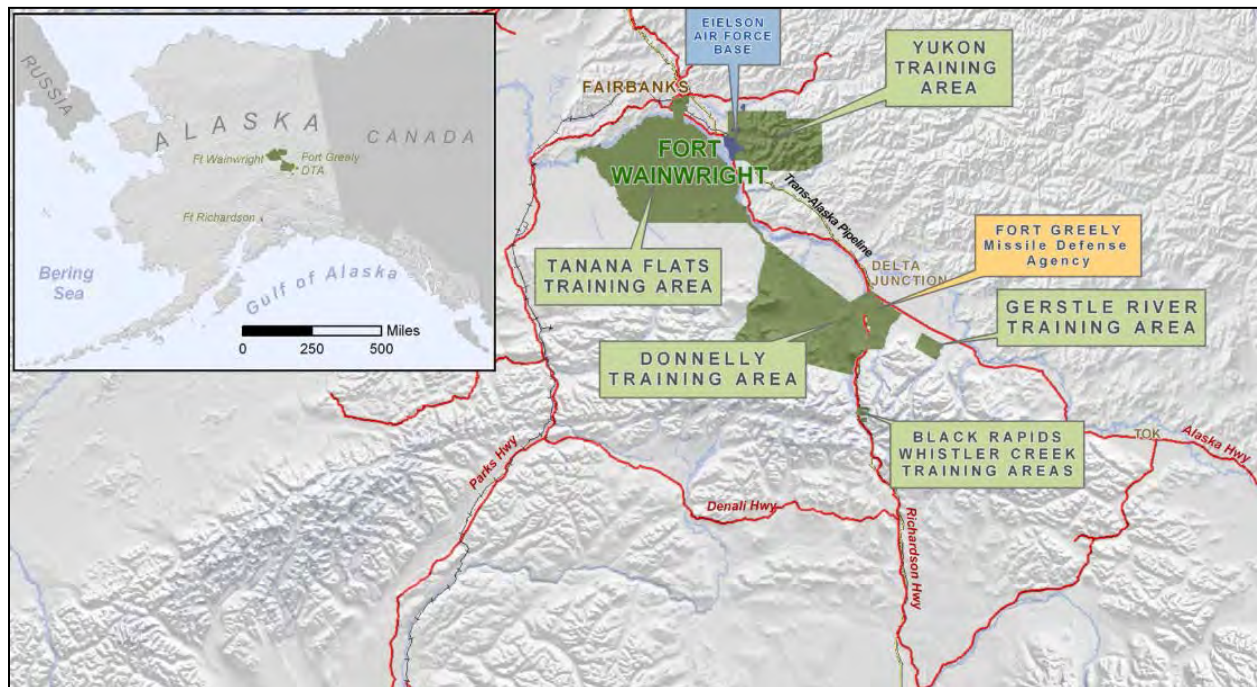 RUSSIA
ALASKA
CANADA
Ft Wainwright
Fort Greely
DTA
Ft Richardson
Bering
Sea
Gulf of Alaska
Miles
0 250 500
EIELSON
AIR FORCE
BASE
YUKON
TRAINING
AREA
FAIRBANKS
FORT
WAINWRIGHT
Trans-Alaska Pipeline
TANANA FLATS
TRAINING AREA
DELTA
JUNCTION
FORT GREELY
Missile Defense
Agency
GERSTLE RIVER
TRAINING AREA
DONNELLY
TRAINING AREA
BLACK RAPIDS
WHISTLER CREEK
TRAINING AREAS
TOK
Alaska Hwy
Parks Hwy
Denali Hwy
Richardson Hwy